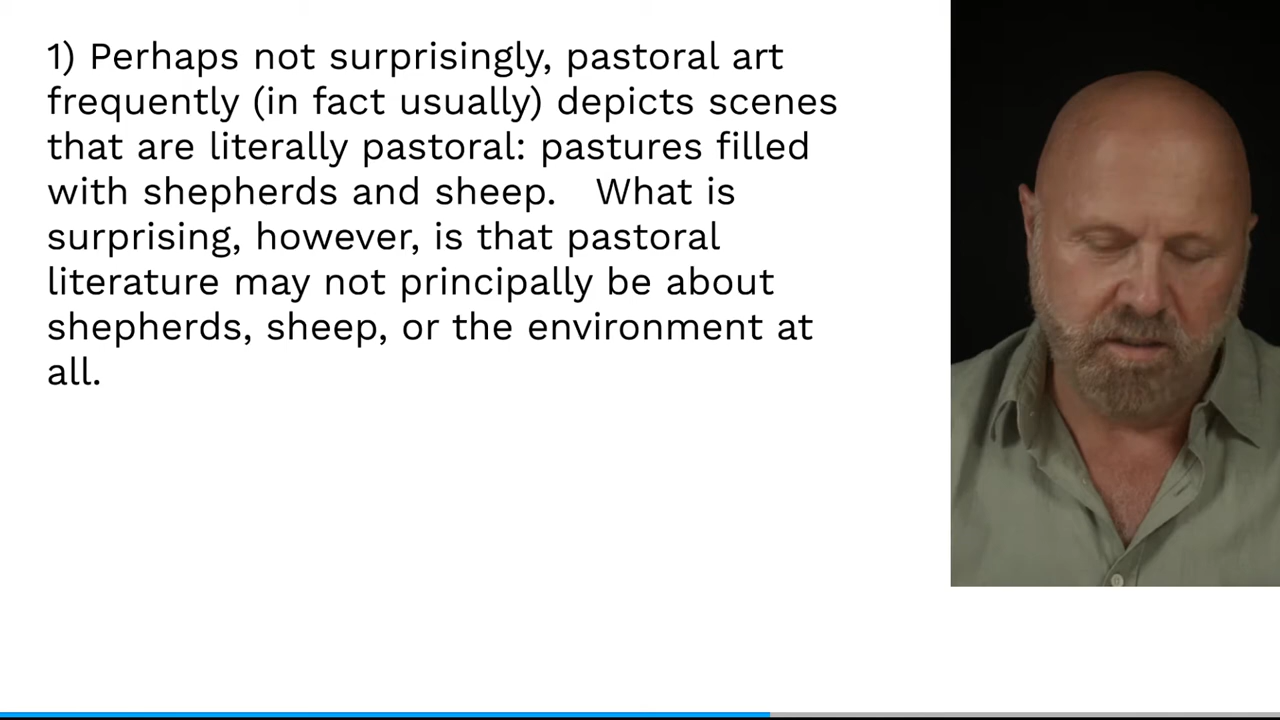 1) Perhaps not surprisingly, pastoral art
frequently (in fact usually) depicts scenes
that are literally pastoral: pastures filled
with shepherds and sheep.   What is
surprising, however, is that pastoral
literature may not principally be about
shepherds, sheep, or the environment at
all.